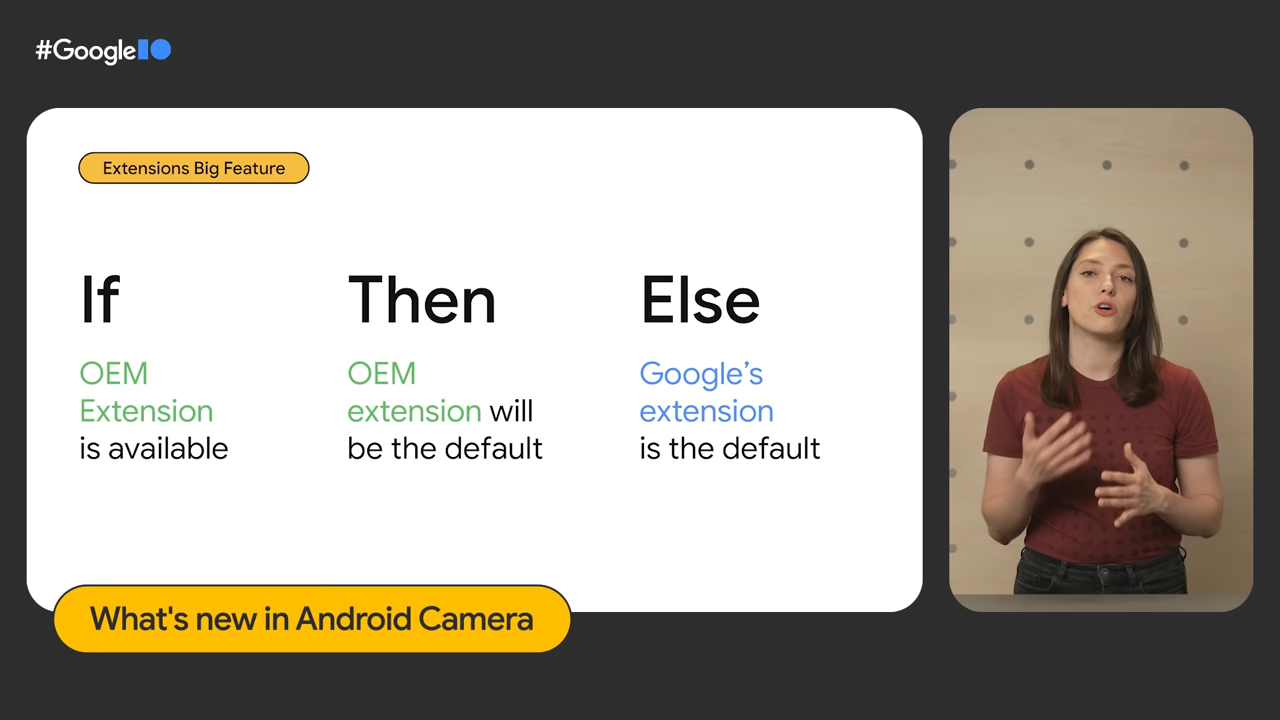 #GoogleIO
Extensions Big Feature
If
OEM
Extension
is available
Then
OEM
extension will
be the default
Else
Google’s
extension
is the default
What's new in Android Camera